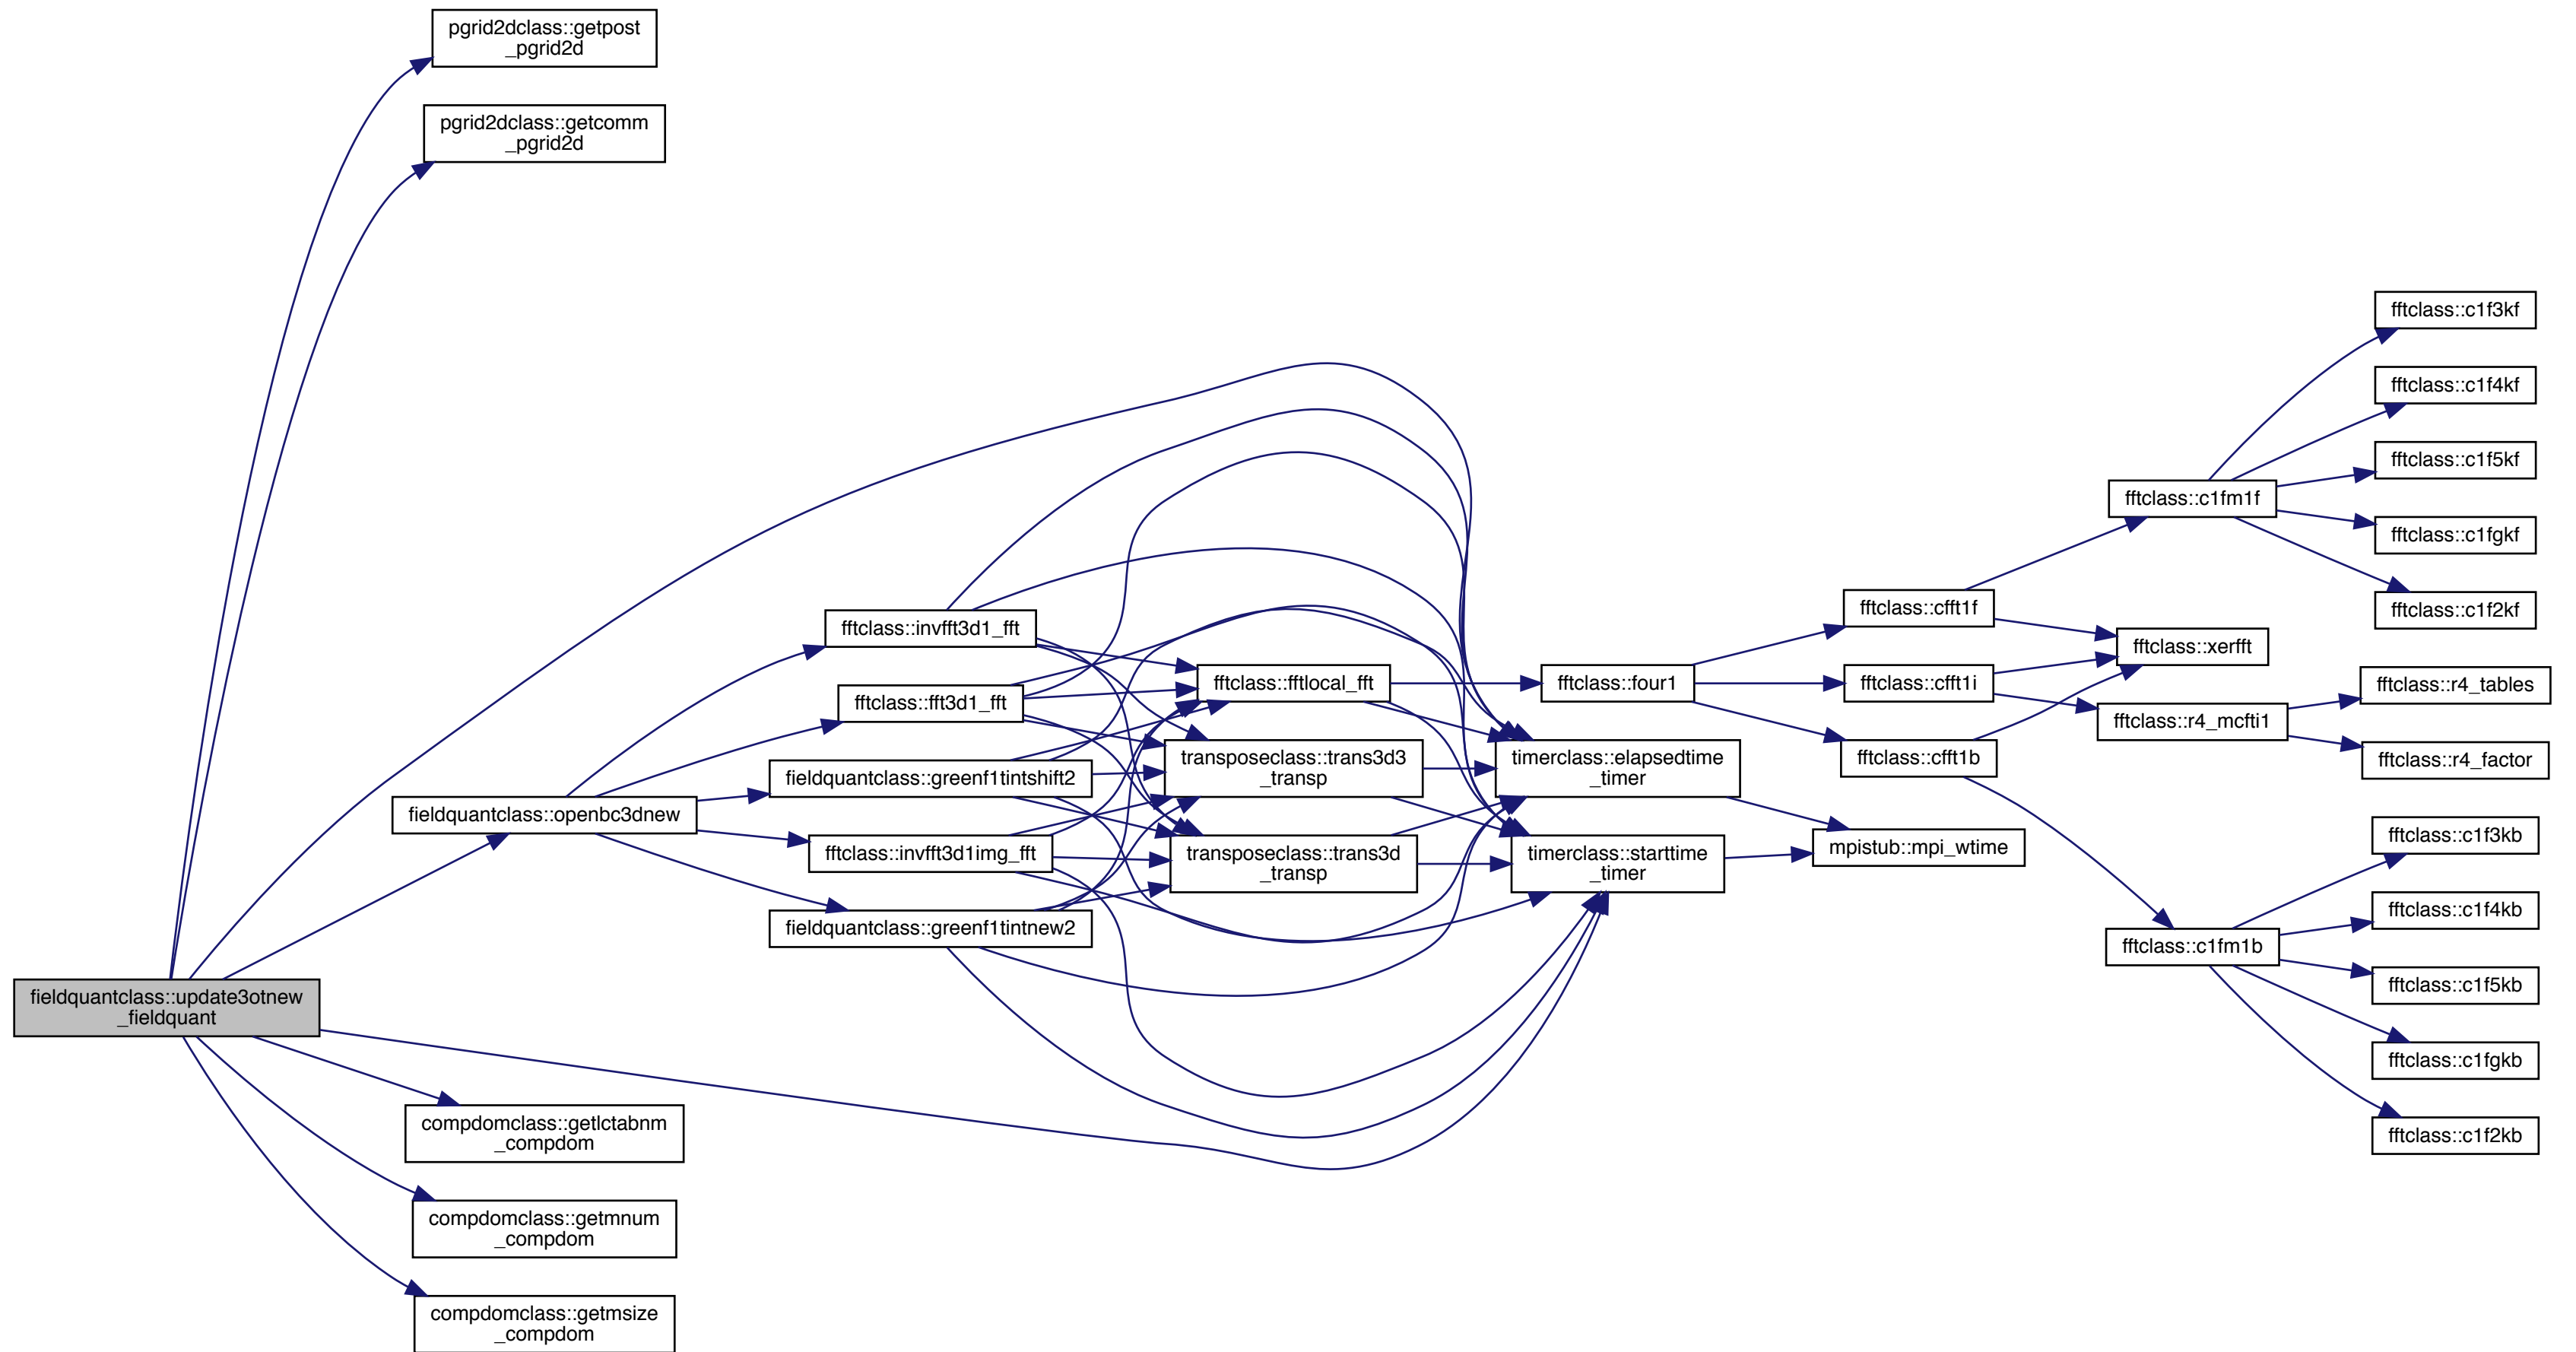 pgrid2dclass::getpost
_pgrid2d
pgrid2dclass::getcomm
_pgrid2d
fieldquantclass::update3otnew
_fieldquant
fieldquantclass::openbc3dnew
compdomclass::getlctabnm
_compdom
compdomclass::getmnum
_compdom
compdomclass::getmsize
_compdom
fftclass::invfft3d1_fft
fftclass::fft3d1_fft
fieldquantclass::greenf1tintshift2
fftclass::invfft3d1img_fft
fieldquantclass::greenf1tintnew2
fftclass::fftlocal_fft
transposeclass::trans3d3
_transp
transposeclass::trans3d
_transp
fftclass::four1
timerclass::elapsedtime
_timer
timerclass::starttime
_timer
fftclass::cfft1f
fftclass::cfft1i
fftclass::cfft1b
mpistub::mpi_wtime
fftclass::c1fm1f
fftclass::xerfft
fftclass::r4_mcfti1
fftclass::c1fm1b
fftclass::c1f3kf
fftclass::c1f4kf
fftclass::c1f5kf
fftclass::c1fgkf
fftclass::c1f2kf
fftclass::r4_tables
fftclass::r4_factor
fftclass::c1f3kb
fftclass::c1f4kb
fftclass::c1f5kb
fftclass::c1fgkb
fftclass::c1f2kb